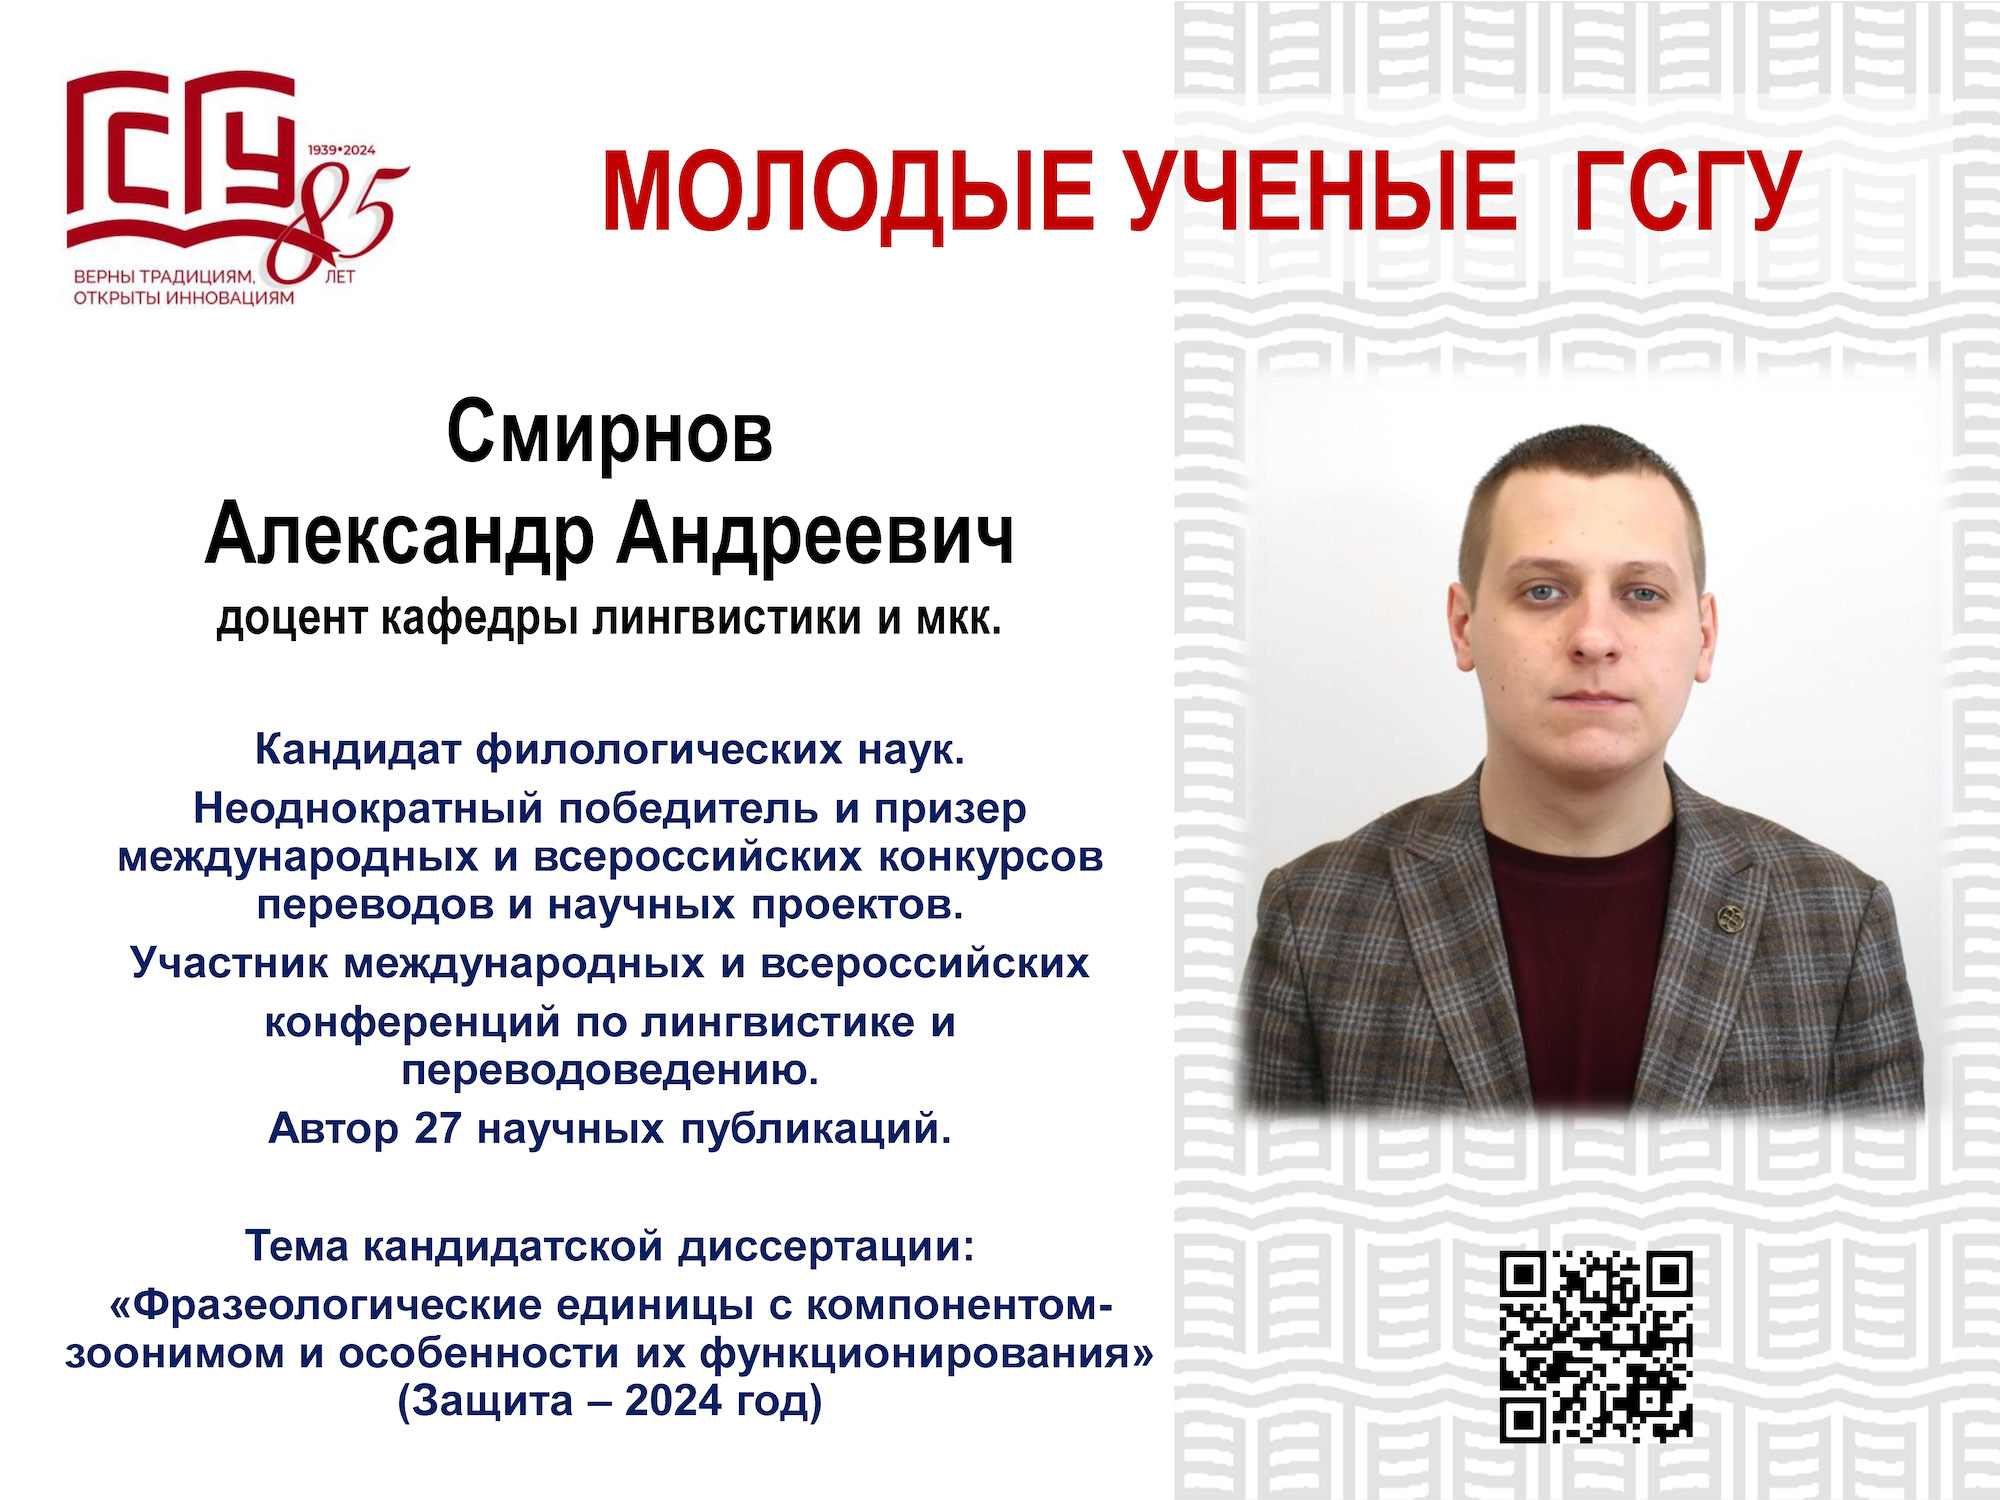 ГСГУ
1939•2024
85
ВЕРНЫ ТРАДИЦИЯМ, ЛЕТ
ОТКРЫТЫ ИННОВАЦИЯМ
МОЛОДЫЕ УЧЕНЫЕ ГСГУ
Смирнов
Александр Андреевич
доцент кафедры лингвистики и мкк.
Кандидат филологических наук.
Неоднократный победитель и призер
международных и всероссийских конкурсов
переводов и научных проектов.
Участник международных и всероссийских
конференций по лингвистике и
переводоведению.
Автор 27 научных публикаций.
Тема кандидатской диссертации:
«Фразеологические единицы с компонентом-
зоонимом и особенности их функционирования»
(Защита – 2024 год)